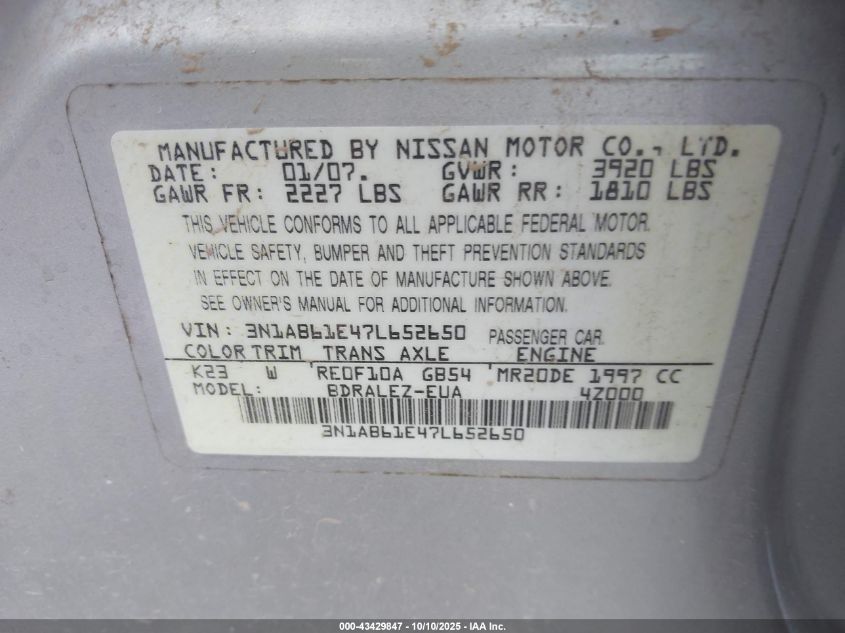 MANUFACTURED BY NISSAN MOTOR CO., LTD.
DATE: 01/07. GVWR: 3920 LBS
GAWR FR: 2227 LBS GAWR RR: 1810 LBS
THIS VEHICLE CONFORMS TO ALL APPLICABLE FEDERAL MOTOR
VEHICLE SAFETY, BUMPER AND THEFT PREVENTION STANDARDS
IN EFFECT ON THE DATE OF MANUFACTURE SHOWN ABOVE.
SEE OWNER'S MANUAL FOR ADDITIONAL INFORMATION.
VIN: 3N1AB61E47L652650 PASSENGER CAR
COLOR TRIM TRANS AXLE ENGINE
K23 W RE0F10A GB54 MR20DE 1997 CC
MODEL: BDRALEZ-EUA 4Z000
3N1AB61E47L652650
000-43429847 - 10/10/2025 - IAA Inc.